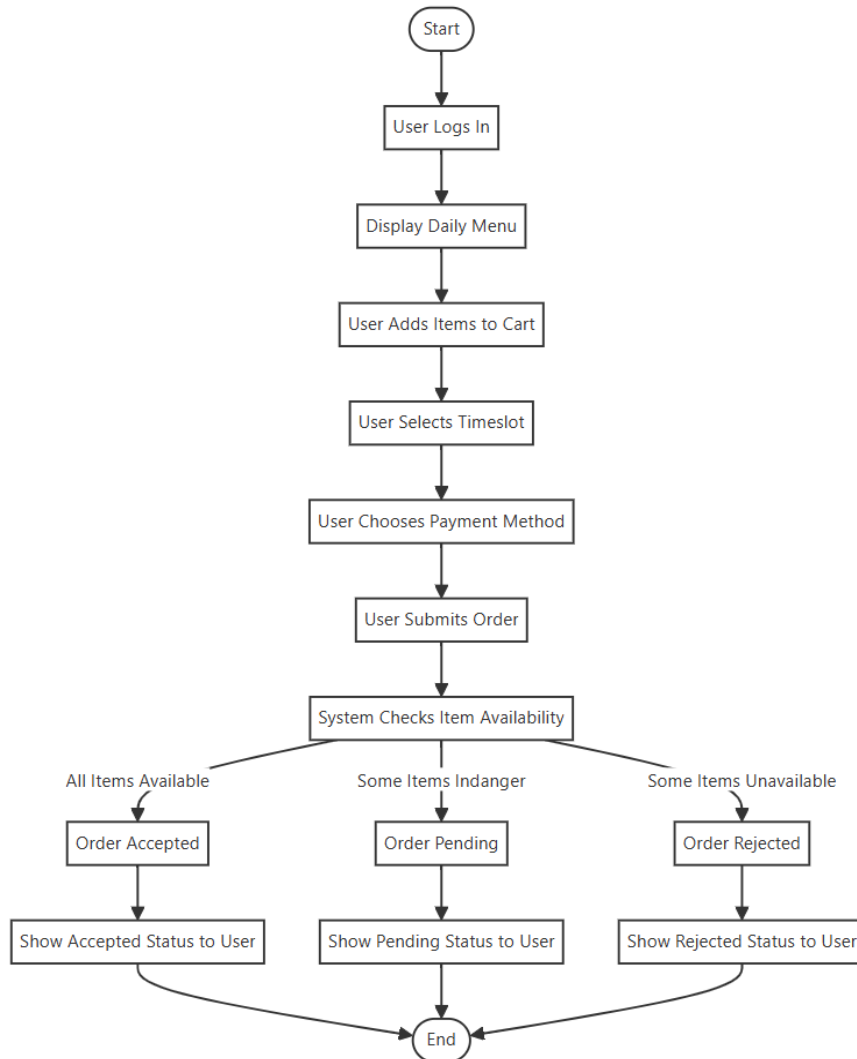 Start
User Logs In
Display Daily Menu
User Adds Items to Cart
User Selects Timeslot
User Chooses Payment Method
User Submits Order
System Checks Item Availability
All Items Available
Some Items Indanger
Some Items Unavailable
Order Accepted
Order Pending
Order Rejected
Show Accepted Status to User
Show Pending Status to User
Show Rejected Status to User
End